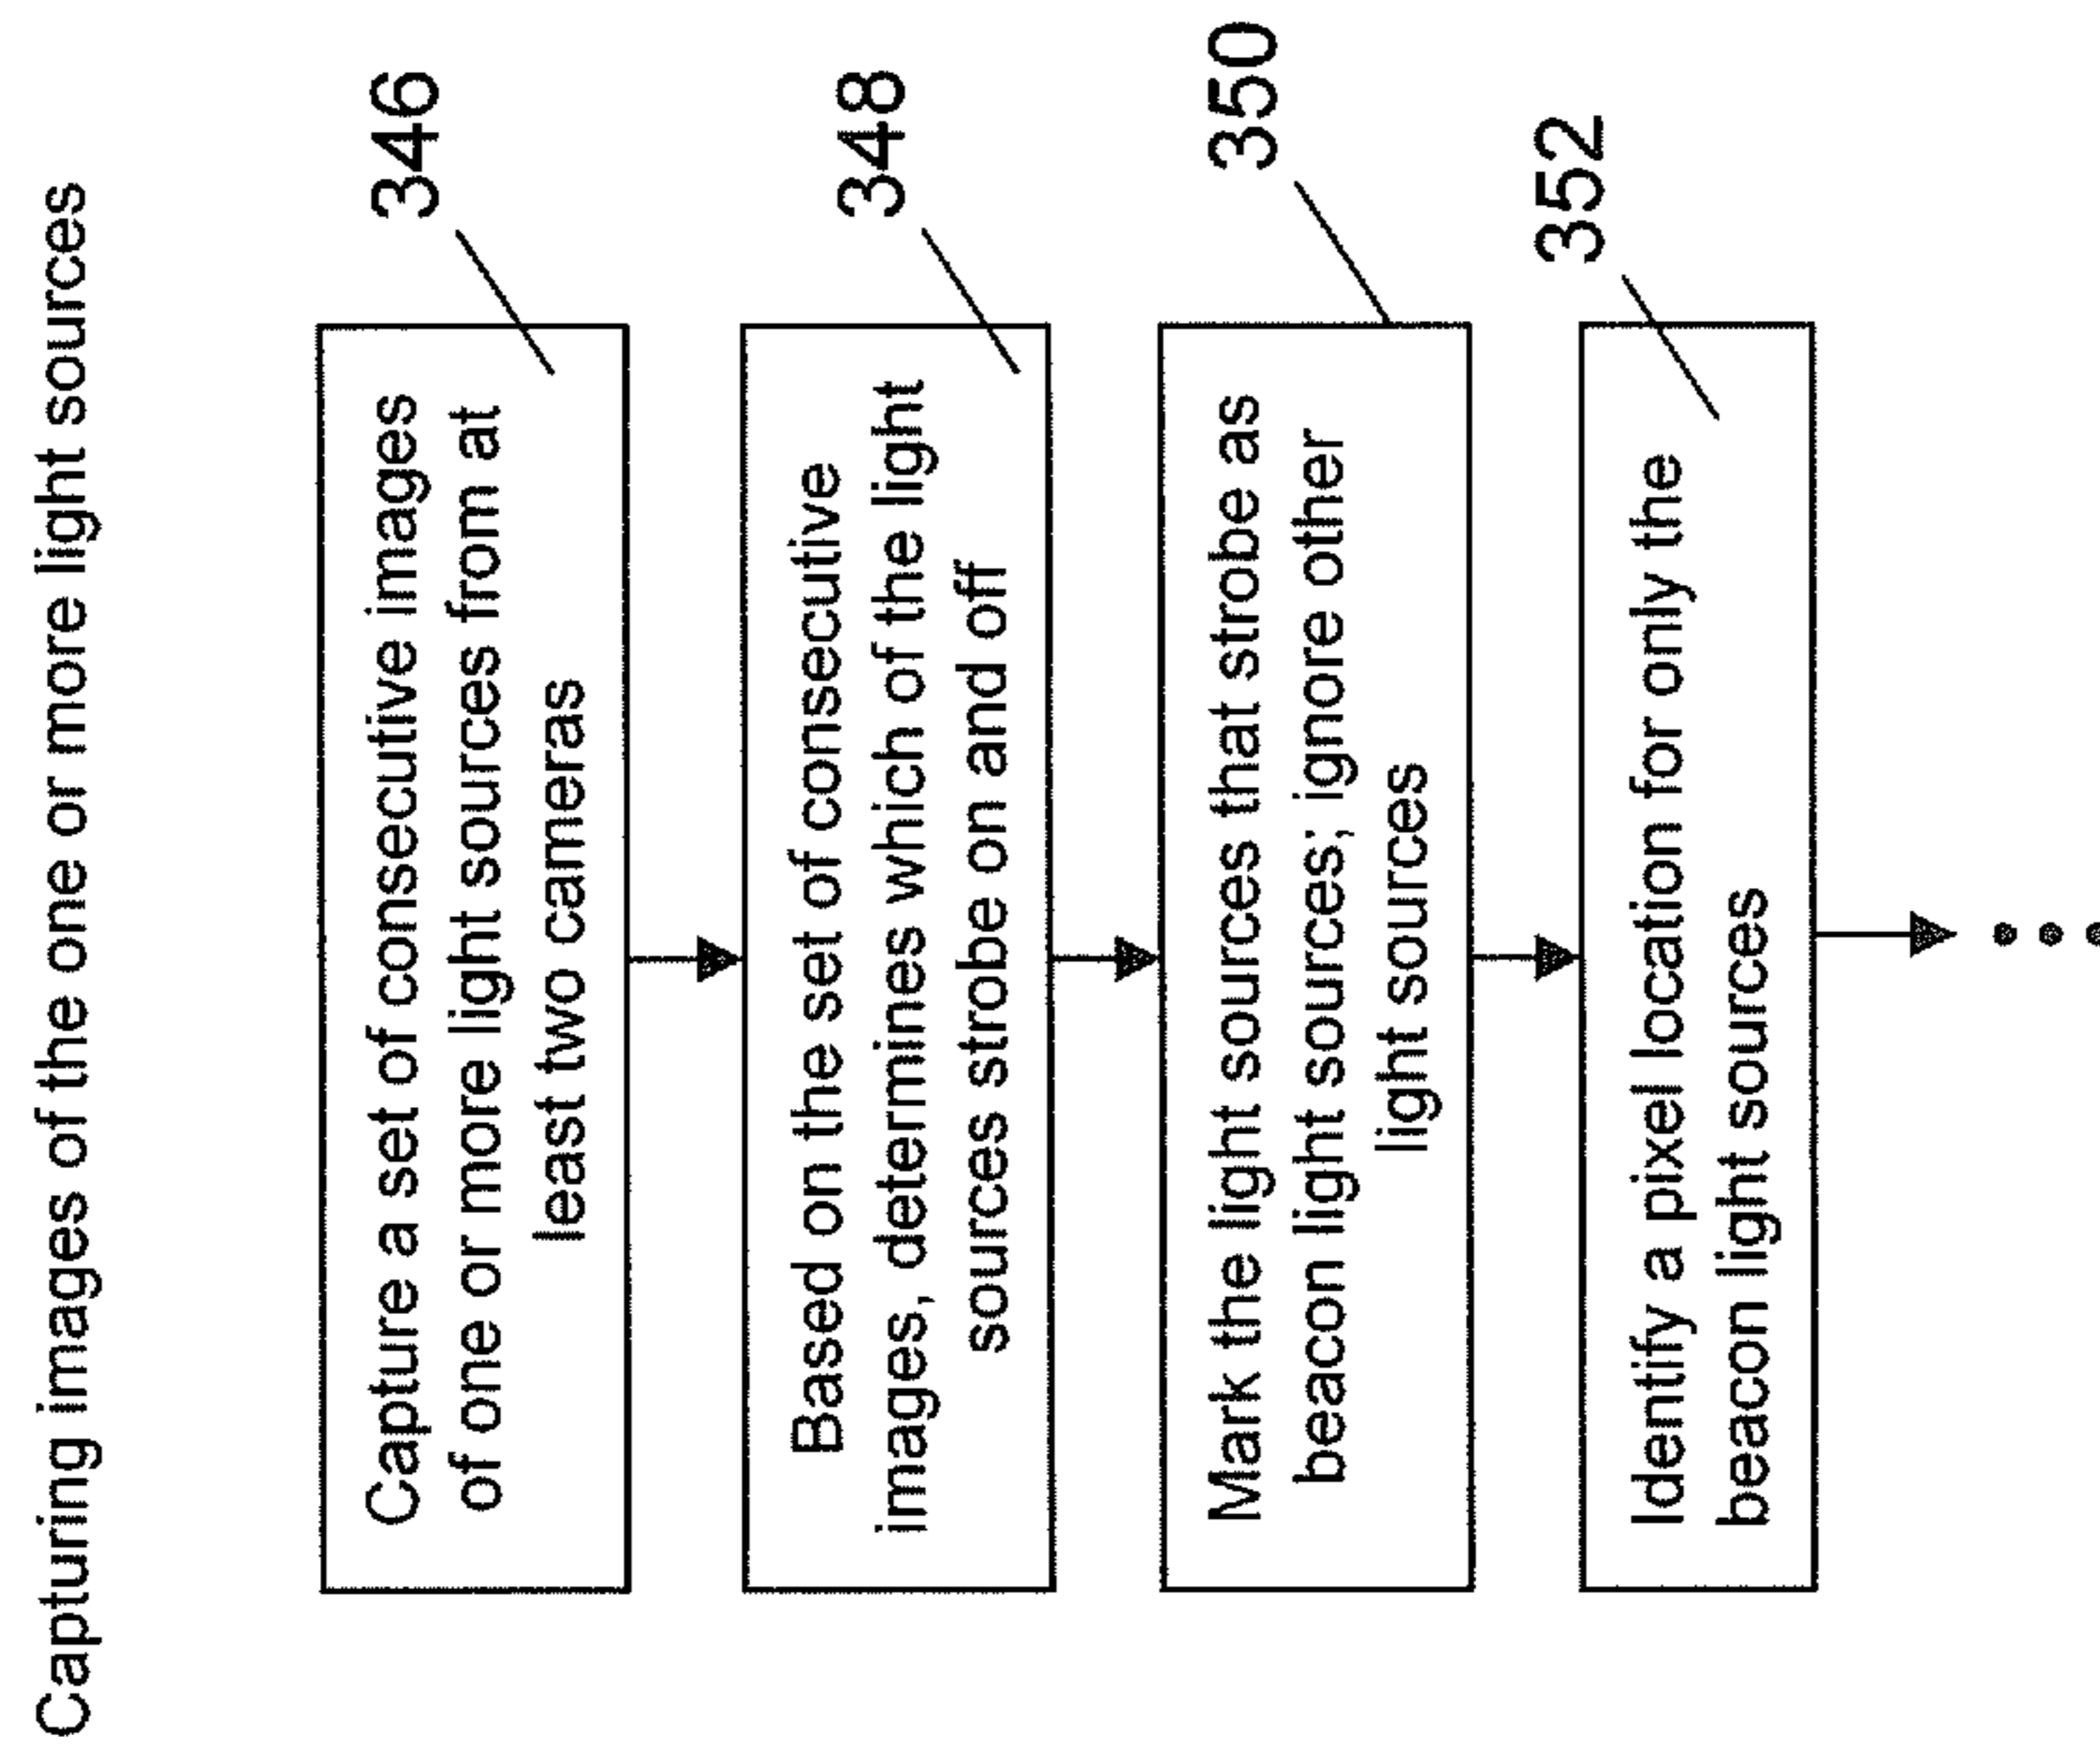 Capturing images of the one or more light sources
Capture a set of consecutive images
of one or more light sources from at
least two cameras
346
Based on the set of consecutive
images, determines which of the light
sources strobe on and off
348
Mark the light sources that strobe as
beacon light sources; ignore other
light sources
350
Identify a pixel location for only the
beacon light sources
352